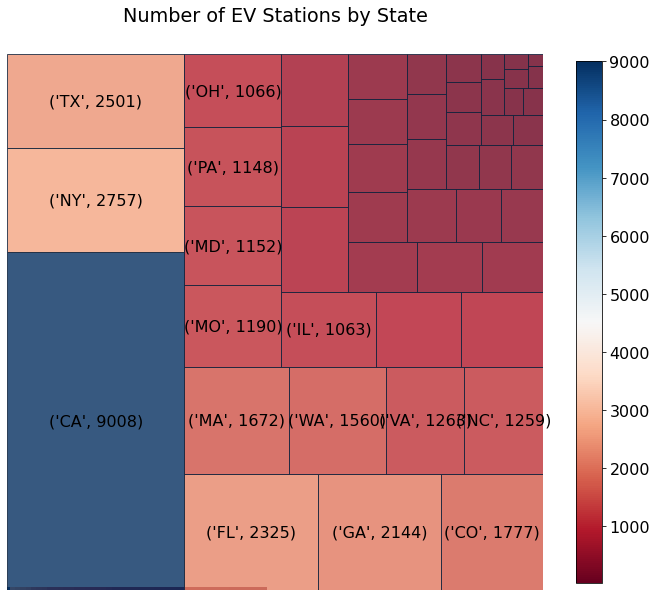 Number of EV Stations by State
('TX', 2501)
('NY', 2757)
('CA', 9008)
('OH', 1066)
('PA', 1148)
('MD', 1152)
('MO', 1190)
('IL', 1063)
('MA', 1672)
('WA', 1560)
('VA', 1263)
('NC', 1259)
('FL', 2325)
('GA', 2144)
('CO', 1777)
9000
8000
7000
6000
5000
4000
3000
2000
1000